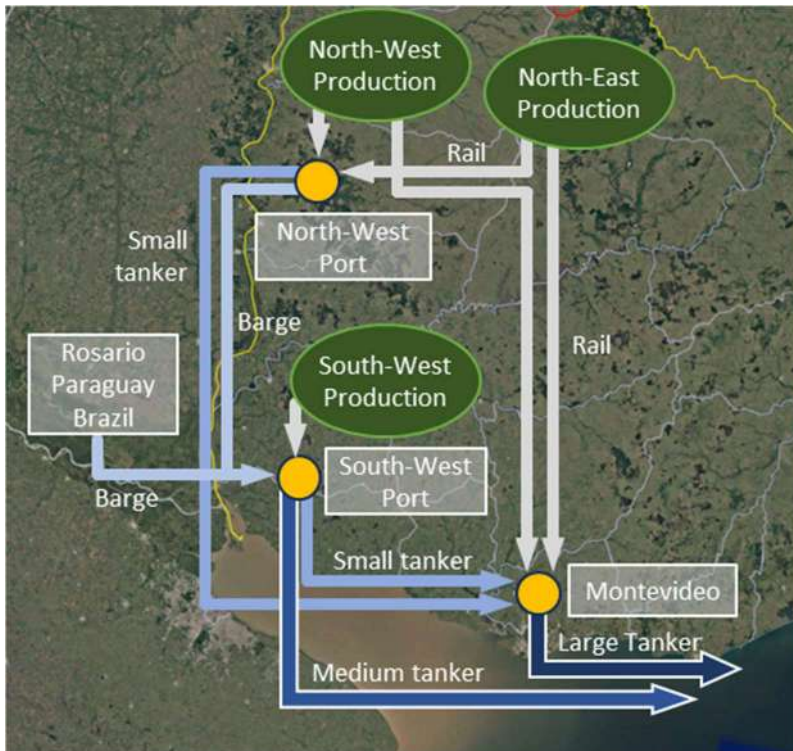 North-West
Production
North-East
Production
Rail
North-West
Port
Small
tanker
Barge
Rosario
Paraguay
Brazil
Rail
South-West
Production
Barge
South-West
Port
Small tanker
Montevideo
Large Tanker
Medium tanker